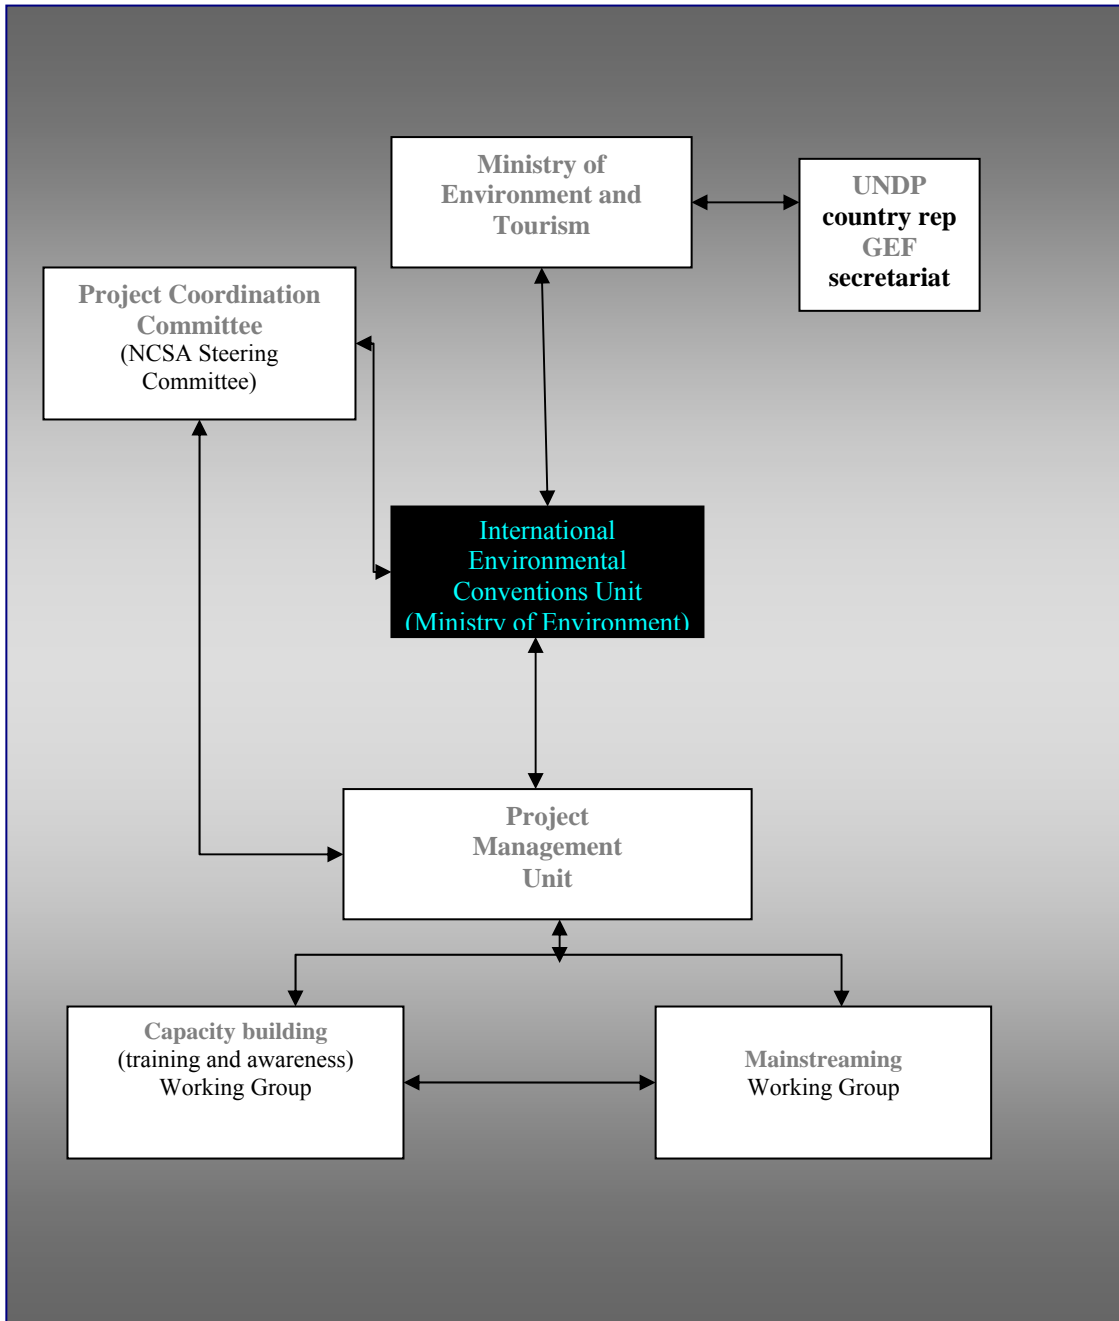 Ministry of
Environment and
Tourism
UNDP
country rep
GEF
secretariat
Project Coordination
Committee
(NCSA Steering
Committee)
International
Environmental
Conventions Unit
(Ministry of Environment)
Project
Management
Unit
Capacity building
(training and awareness)
Working Group
Mainstreaming
Working Group